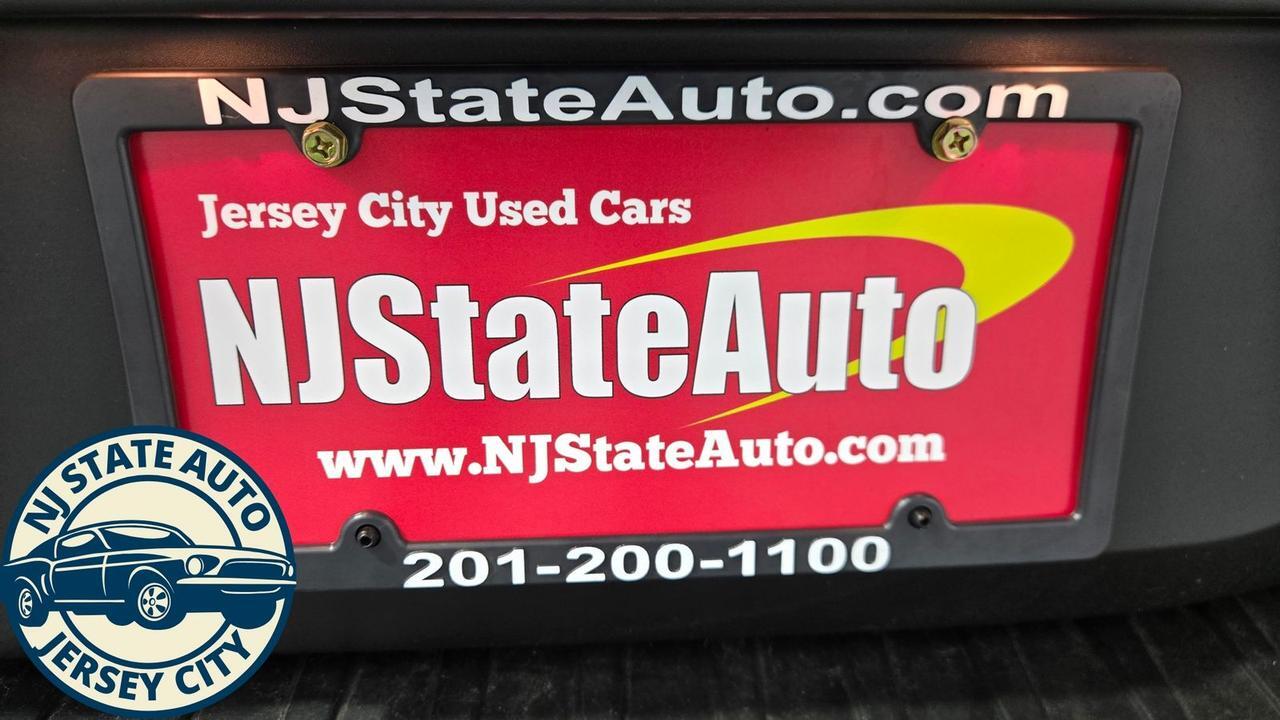 NJStateAuto.com
Jersey City Used Cars
NJStateAuto
www.NJStateAuto.com
201-200-1100
NJ STATE AUTO
JERSEY CITY